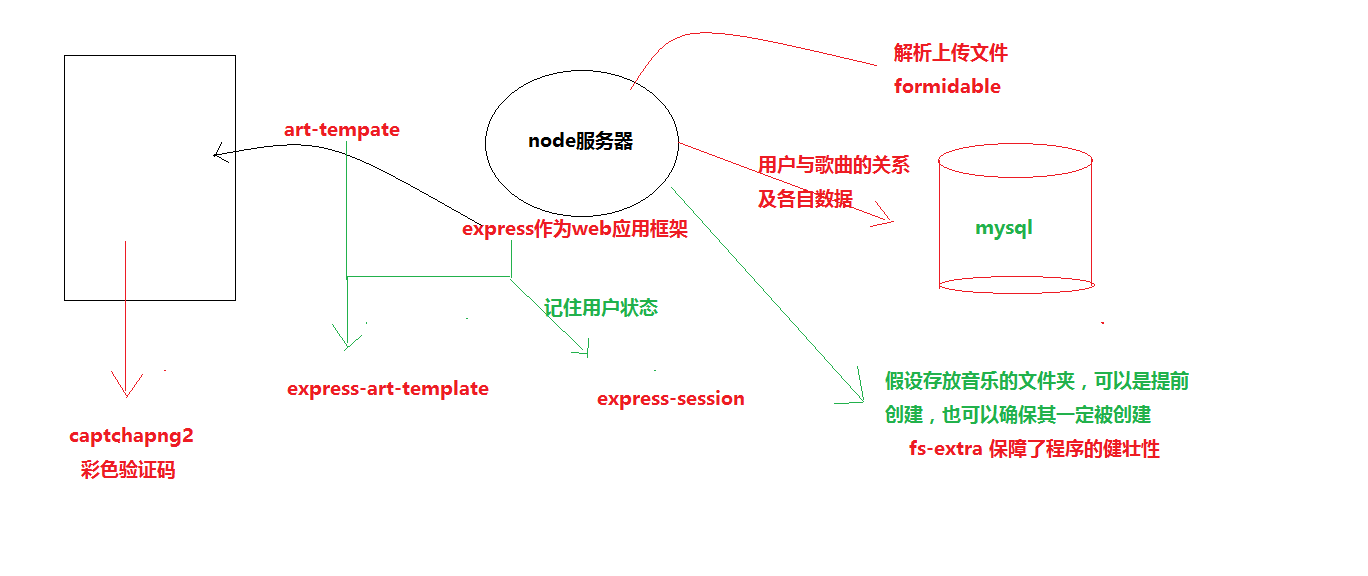 解析上传文件
formidable
art-tempate
node服务器
用户与歌曲的关系
及各自数据
express作为web应用框架
mysql
记住用户状态
express-art-template
express-session
假设存放音乐的文件夹，可以是提前
创建，也可以确保其一定被创建
fs-extra 保障了程序的健壮性
captchapng2
彩色验证码